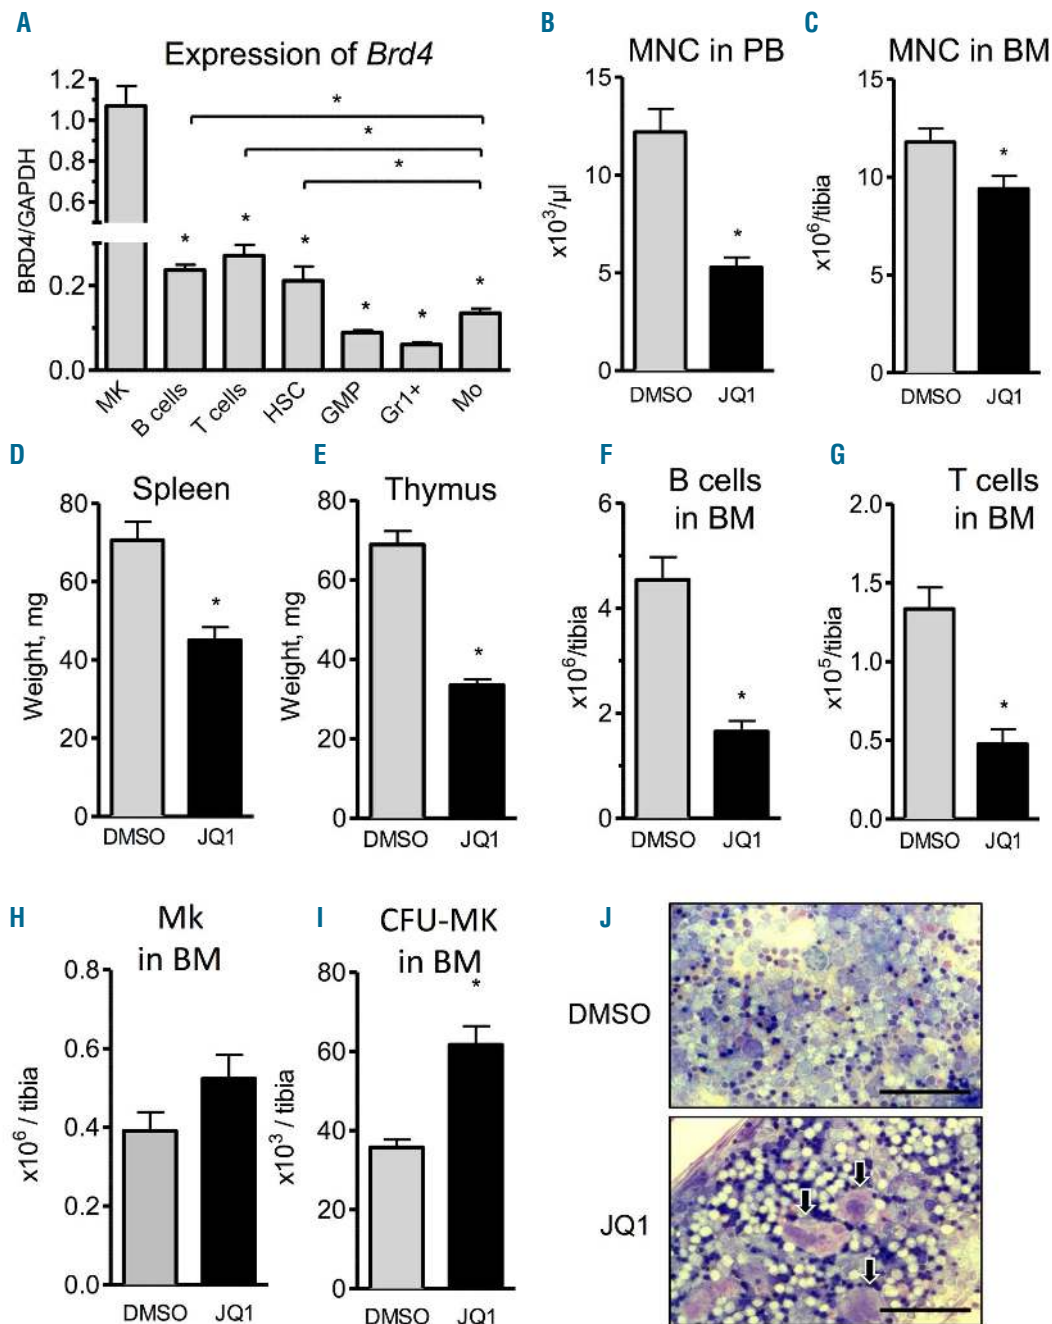 A
Expression of Brd4
BRD4/GAPDH
1.2
1.0
0.8
0.6
0.2
0.0
*
*
*
*
*
*
*
*
*
MK
B cells
T cells
HSC
GMP
Gr1+
Mo
B
MNC in PB
x10³/µl
15
10
5
0
*
DMSO
JQ1
C
MNC in BM
x10⁶/tibia
15
10
15
0
*
DMSO
JQ1
D
Spleen
Weight, mg
80
60
40
20
0
*
DMSO
JQ1
E
Thymus
Weight, mg
80
60
40
20
0
*
DMSO
JQ1
F
B cells
in BM
x10⁶/tibia
6
4
2
0
*
DMSO
JQ1
G
T cells
in BM
x10⁵/tibia
2.0
1.5
1.0
0.5
0.0
*
DMSO
JQ1
H
Mk
in BM
x10⁶ / tibia
0.8
0.6
0.4
0.2
0.0
DMSO
JQ1
I
CFU-MK
in BM
x10³ / tibia
80
60
40
20
0
*
DMSO
JQ1
J
DMSO
JQ1